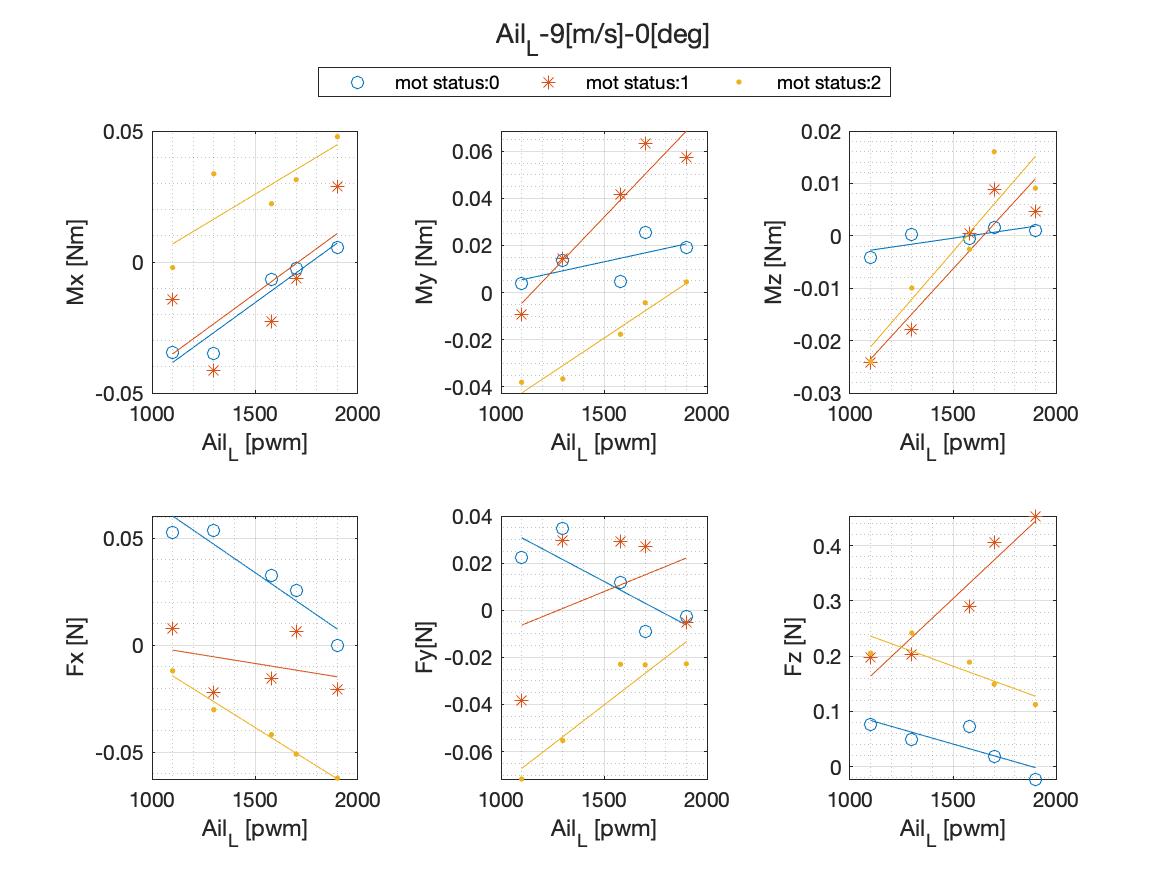 Ail_L-9[m/s]-0[deg]
mot status:0 mot status:1 mot status:2
0.05
0
-0.05
Mx [Nm]
1000 1500 2000
Ail_L [pwm]
0.06
0.04
0.02
0
-0.02
-0.04
My [Nm]
1000 1500 2000
Ail_L [pwm]
0.02
0.01
0
-0.01
-0.02
-0.03
Mz [Nm]
1000 1500 2000
Ail_L [pwm]
0.05
0
-0.05
Fx [N]
1000 1500 2000
Ail_L [pwm]
0.04
0.02
0
-0.02
-0.04
-0.06
Fy[N]
1000 1500 2000
Ail_L [pwm]
0.4
0.3
0.2
0.1
0
Fz [N]
1000 1500 2000
Ail_L [pwm]